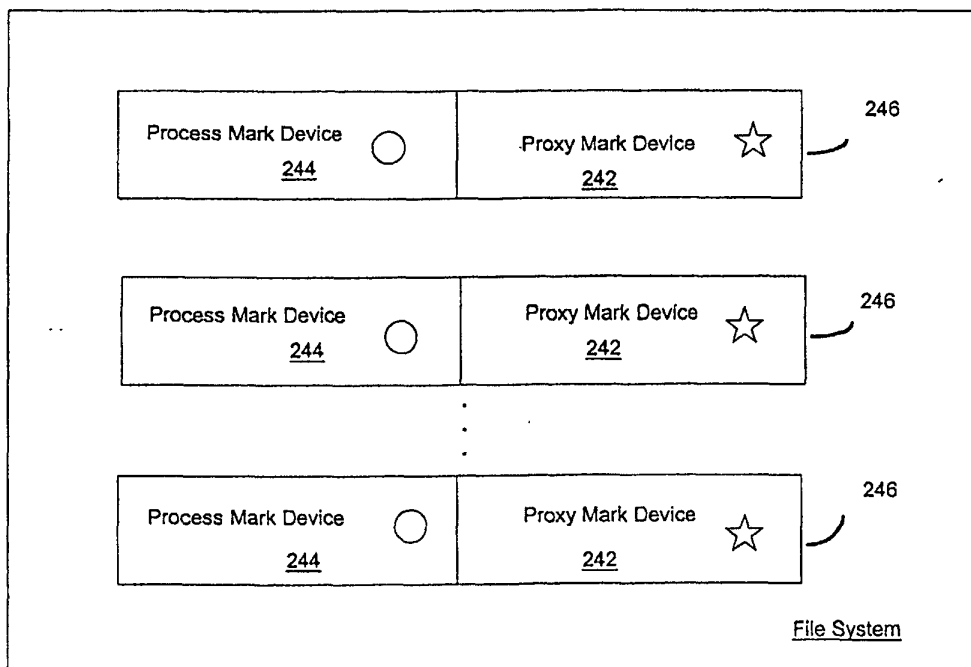 Process Mark Device
244
Proxy Mark Device
242
246
Process Mark Device
244
Proxy Mark Device
242
246
Process Mark Device
244
Proxy Mark Device
242
246
File System